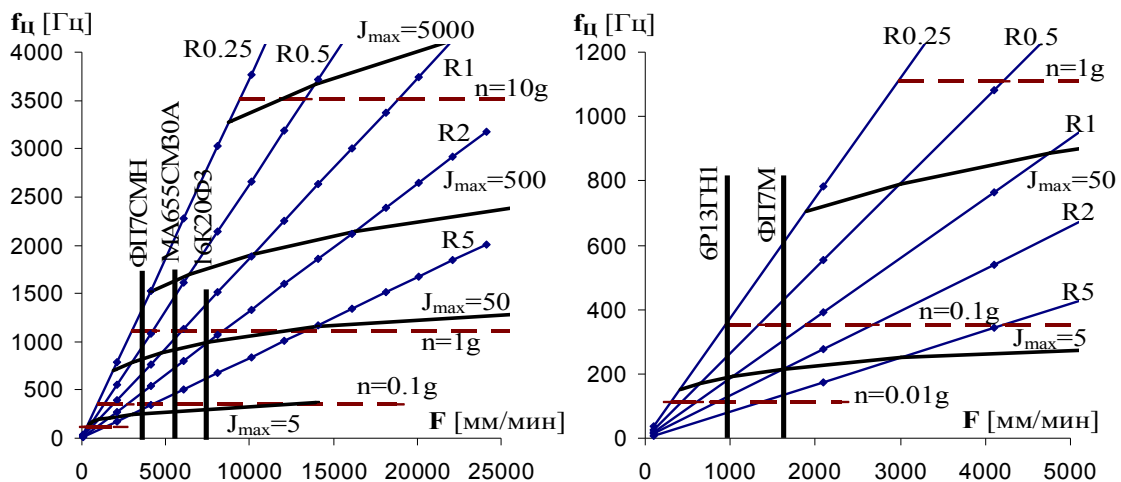 fЦ [Гц]
4000
3500
3000
2500
2000
1500
1000
500
0
R0.25
R0.5
Jmax=5000
R1
n=10g
R2
Jmax=500
R5
Jmax=50
n=1g
n=0.1g
Jmax=5
ФП7СМН
МА655СМ30А
16К20Ф3
F [мм/мин]
0 5000 10000 15000 20000 25000
fЦ [Гц]
1200
1000
800
600
400
200
0
R0.25
R0.5
n=1g
R1
Jmax=50
R2
R5
n=0.1g
Jmax=5
n=0.01g
6Р13ГН1
ФП7М
F [мм/мин]
0 1000 2000 3000 4000 5000